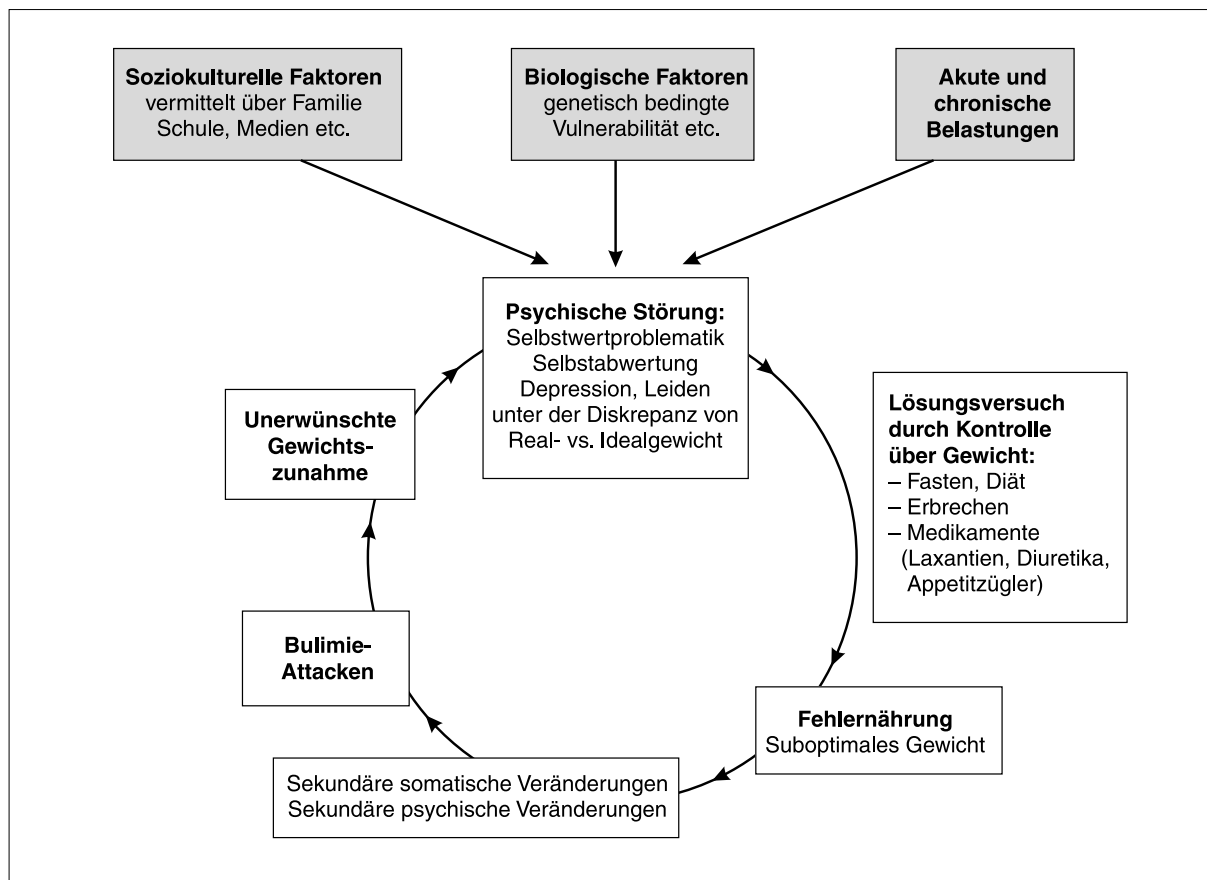 Soziokulturelle Faktoren
vermittelt über Familie
Schule, Medien etc.
Biologische Faktoren
genetisch bedingte
Vulnerabilität etc.
Akute und
chronische
Belastungen
Psychische Störung:
Selbstwertproblematik
Selbstabwertung
Depression, Leiden
unter der Diskrepanz von
Real- vs. Idealgewicht
Lösungsversuch
durch Kontrolle
über Gewicht:
– Fasten, Diät
– Erbrechen
– Medikamente
(Laxantien, Diuretika,
Appetitzügler)
Fehlernährung
Suboptimales Gewicht
Sekundäre somatische Veränderungen
Sekundäre psychische Veränderungen
Bulimie-
Attacken
Unerwünschte
Gewichts-
zunahme